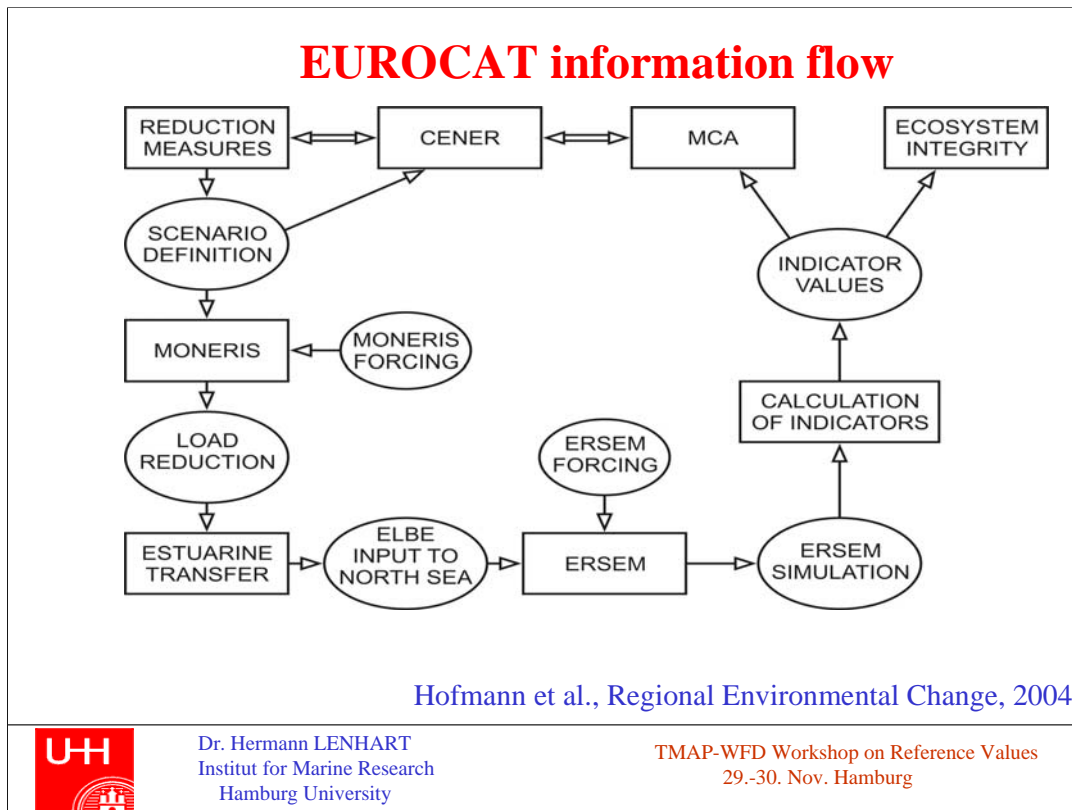 EUROCAT information flow
REDUCTION
MEASURES
CENER
MCA
ECOSYSTEM
INTEGRITY
SCENARIO
DEFINITION
INDICATOR
VALUES
MONERIS
MONERIS
FORCING
CALCULATION
OF INDICATORS
LOAD
REDUCTION
ERSEM
FORCING
ESTUARINE
TRANSFER
ELBE
INPUT TO
NORTH SEA
ERSEM
ERSEM
SIMULATION
Hofmann et al., Regional Environmental Change, 2004
UHH
Dr. Hermann LENHART
Institut for Marine Research
Hamburg University
TMAP-WFD Workshop on Reference Values
29.-30. Nov. Hamburg